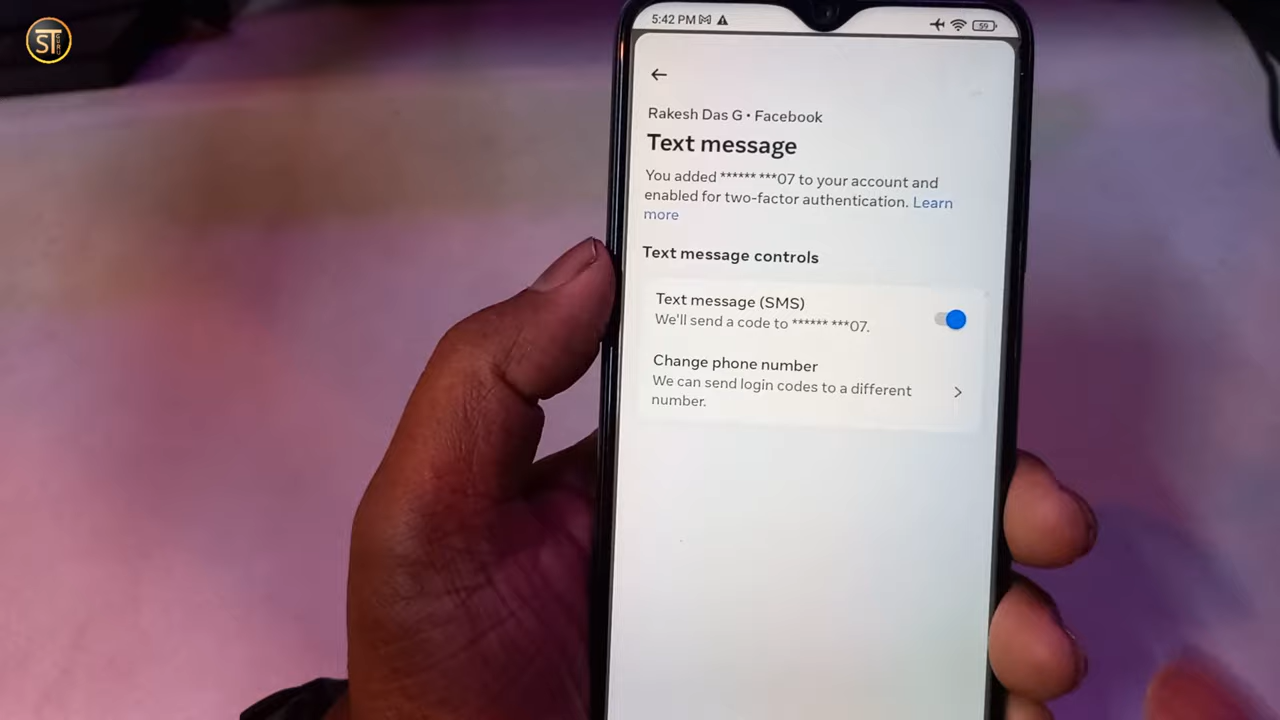 ST
GURU
5:42 PM
59
Rakesh Das G • Facebook
Text message
You added ****** ***07 to your account and
enabled for two-factor authentication. Learn
more
Text message controls
Text message (SMS)
We'll send a code to ****** ***07.
Change phone number
We can send login codes to a different
number.